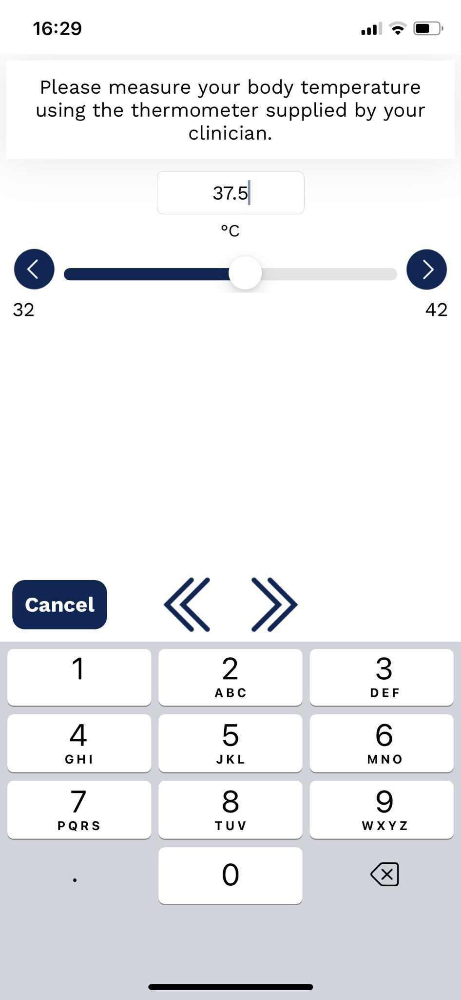 16:29
Please measure your body temperature
using the thermometer supplied by your
clinician.
37.5
°C
32
42
Cancel
1
2
ABC
3
DEF
4
GHI
5
JKL
6
MNO
7
PQRS
8
TUV
9
WXYZ
.
0